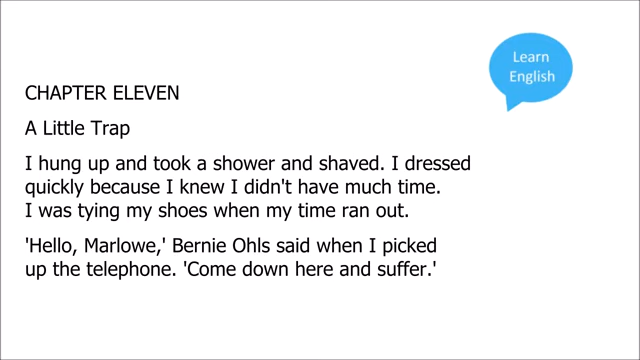 Learn
English
CHAPTER ELEVEN
A Little Trap
I hung up and took a shower and shaved. I dressed
quickly because I knew I didn't have much time.
I was tying my shoes when my time ran out.
'Hello, Marlowe,' Bernie Ohls said when I picked
up the telephone. 'Come down here and suffer.'